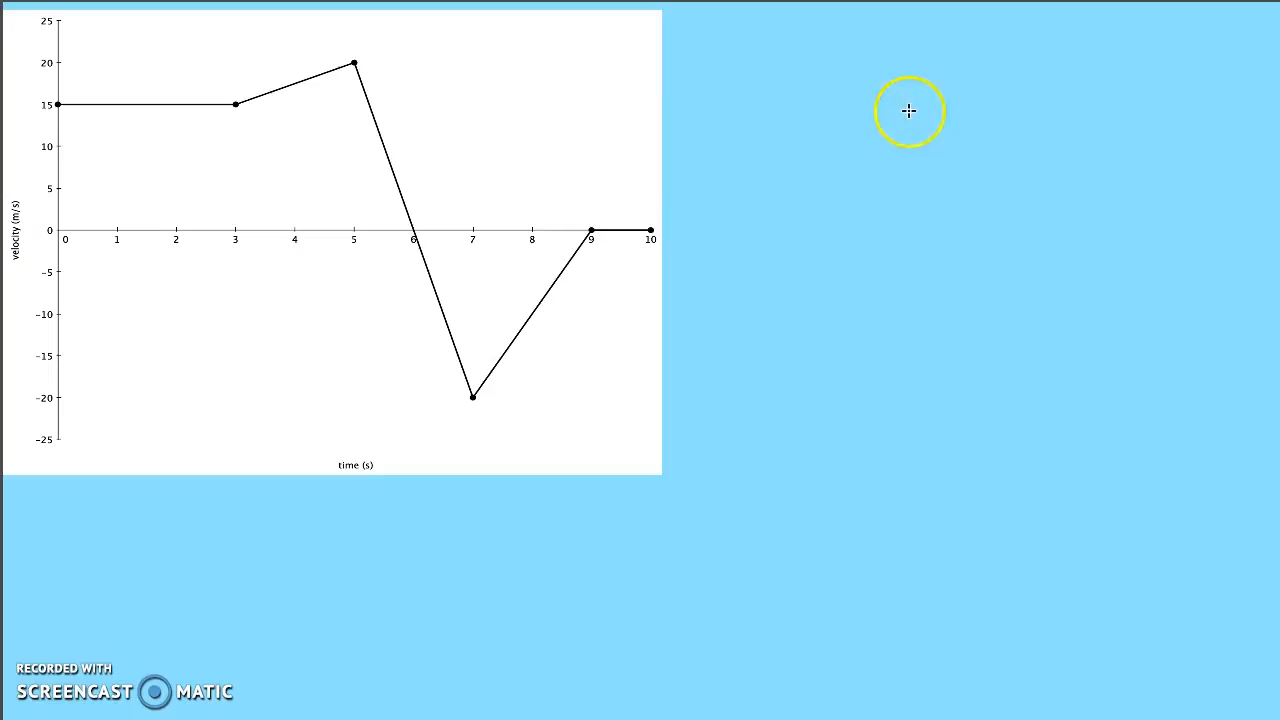 25
20
15
10
5
0
−5
−10
−15
−20
−25
velocity (m/s)
0 1 2 3 4 5 6 7 8 9 10
time (s)
RECORDED WITH
SCREENCAST MATIC